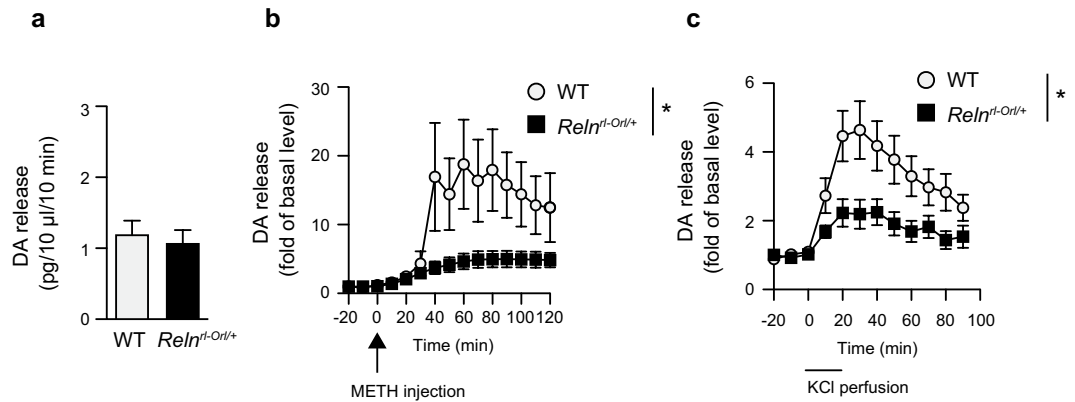 a
DA release
(pg/10 µl/10 min)
3
2
1
0
WT
Reln^rl-Orl/+
b
DA release
(fold of basal level)
30
20
10
0
-20 0 20 40 60 80 100 120
Time (min)
METH injection
WT
Reln^rl-Orl/+
*
c
DA release
(fold of basal level)
6
4
2
0
-20 0 20 40 60 80 100
Time (min)
KCl perfusion
WT
Reln^rl-Orl/+
*